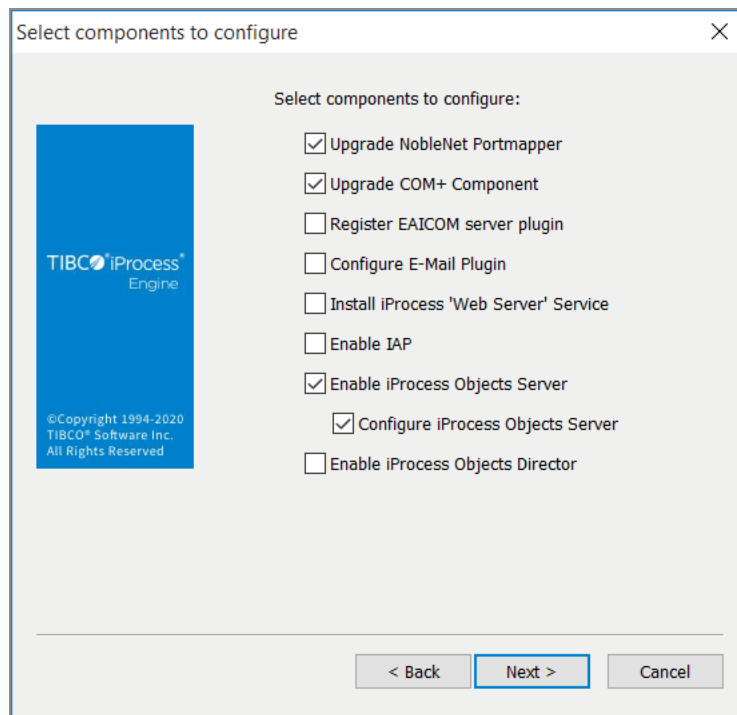 Select components to configure
Select components to configure:
Upgrade NobleNet Portmapper
Upgrade COM+ Component
Register EAICOM server plugin
Configure E-Mail Plugin
Install iProcess 'Web Server' Service
Enable IAP
Enable iProcess Objects Server
Configure iProcess Objects Server
Enable iProcess Objects Director
TIBCO® iProcess®
Engine
©Copyright 1994-2020
TIBCO® Software Inc.
All Rights Reserved
< Back
Next >
Cancel